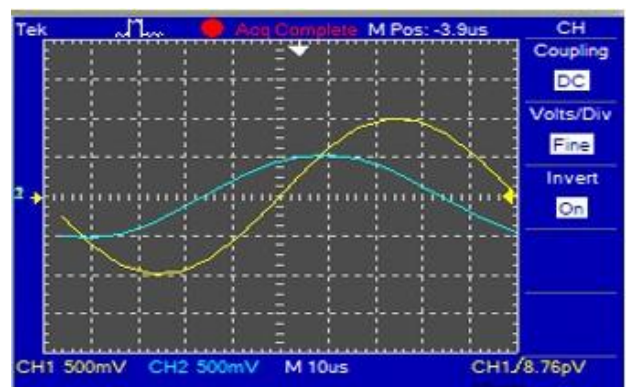 Tek Acq Complete M Pos: -3.9us CH
Coupling
DC
Volts/Div
Fine
Invert
On
2
CH1 500mV CH2 500mV M 10us CH1 / 8.76pV